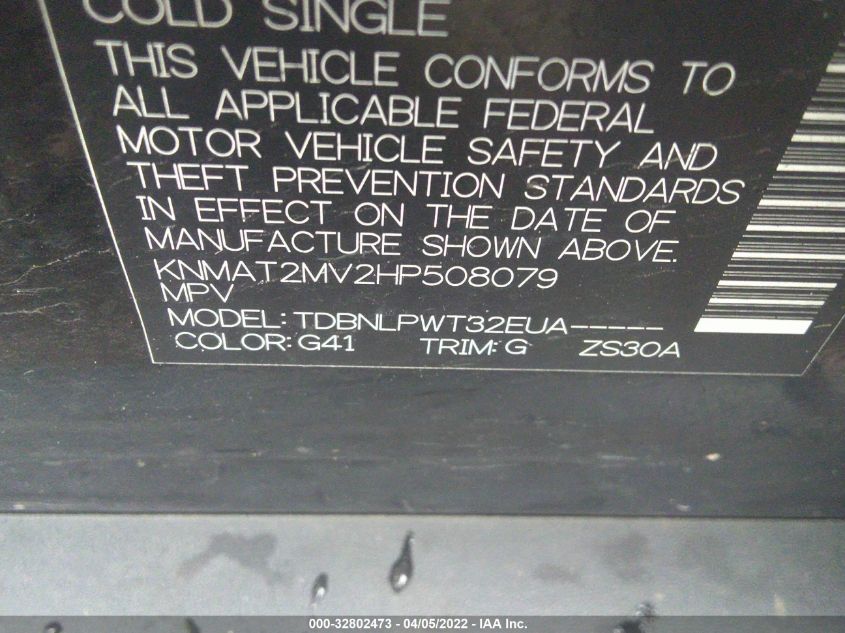 COLD SINGLE
THIS VEHICLE CONFORMS TO
ALL APPLICABLE FEDERAL
MOTOR VEHICLE SAFETY AND
THEFT PREVENTION STANDARDS
IN EFFECT ON THE DATE OF
MANUFACTURE SHOWN ABOVE.
KNMAT2MV2HP508079
MPV
MODEL: TDBNLPWT32EUA-----
COLOR: G41 TRIM: G ZS30A
000-32802473 - 04/05/2022 - IAA Inc.